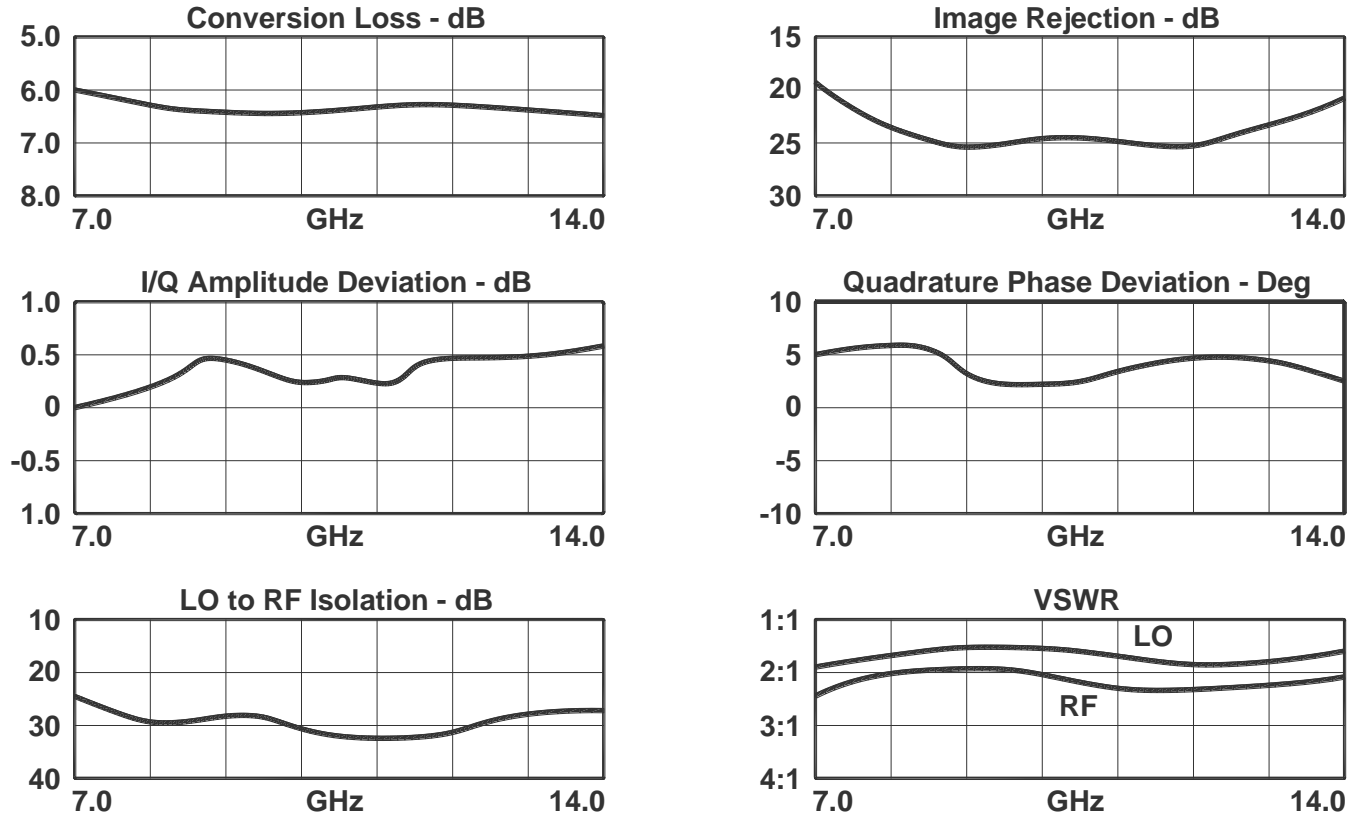 Conversion Loss - dB
5.0
6.0
7.0
8.0
7.0 GHz 14.0
Image Rejection - dB
15
20
25
30
7.0 GHz 14.0
I/Q Amplitude Deviation - dB
1.0
0.5
0
-0.5
1.0
7.0 GHz 14.0
Quadrature Phase Deviation - Deg
10
5
0
-5
-10
7.0 GHz 14.0
LO to RF Isolation - dB
10
20
30
40
7.0 GHz 14.0
VSWR
1:1
2:1
3:1
4:1
LO
RF
7.0 GHz 14.0